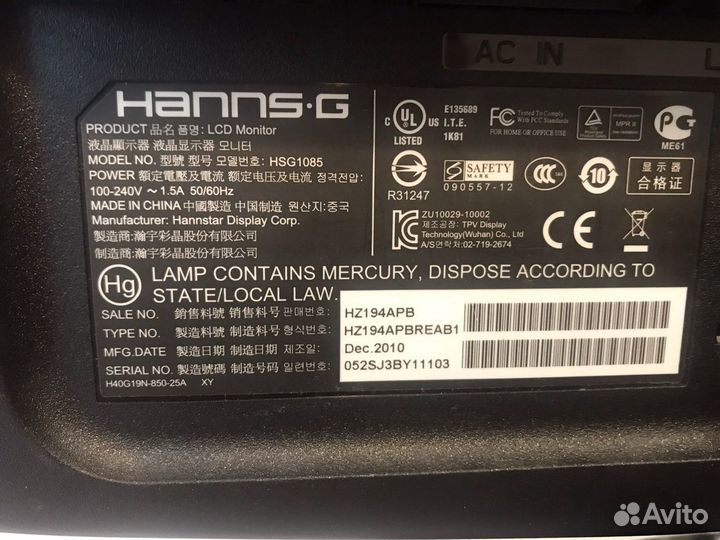 AC IN
HANNS·G
PRODUCT 品名 품명: LCD Monitor
液晶顯示器 液晶显示器 모니터
MODEL NO. 型號 型号 모델번호: HSG1085
POWER 額定電壓及電流 额定电压及电流 정격전압:
100-240V ~ 1.5A 50/60Hz
MADE IN CHINA 中國製造 中国制造 원산지:중국
Manufacturer: Hannstar Display Corp.
製造商:瀚宇彩晶股份有限公司
制造商:瀚宇彩晶股份有限公司
C UL US
LISTED
E135689
I.T.E.
1K81
FC Tested To Comply
With FCC Standards
FOR HOME OR OFFICE USE
MPR II
PG
ME61
R31247
S SAFETY
MARK
090557-12
CCC
10
显示器
合格证
ZU10029-10002
제조공장: TPV Display
Technology(Wuhan) Co., Ltd
A/S연락처: 02-719-2674
CE
Hg LAMP CONTAINS MERCURY, DISPOSE ACCORDING TO
STATE/LOCAL LAW.
SALE NO. 銷售料號 销售料号 판매번호: HZ194APB
TYPE NO. 製造料號 制造料号 형식번호: HZ194APBREAB1
MFG.DATE 製造日期 制造日期 제조일: Dec.2010
SERIAL NO. 製造號碼 制造号码 일련번호: 052SJ3BY11103
H40G19N-850-25A XY
Avito